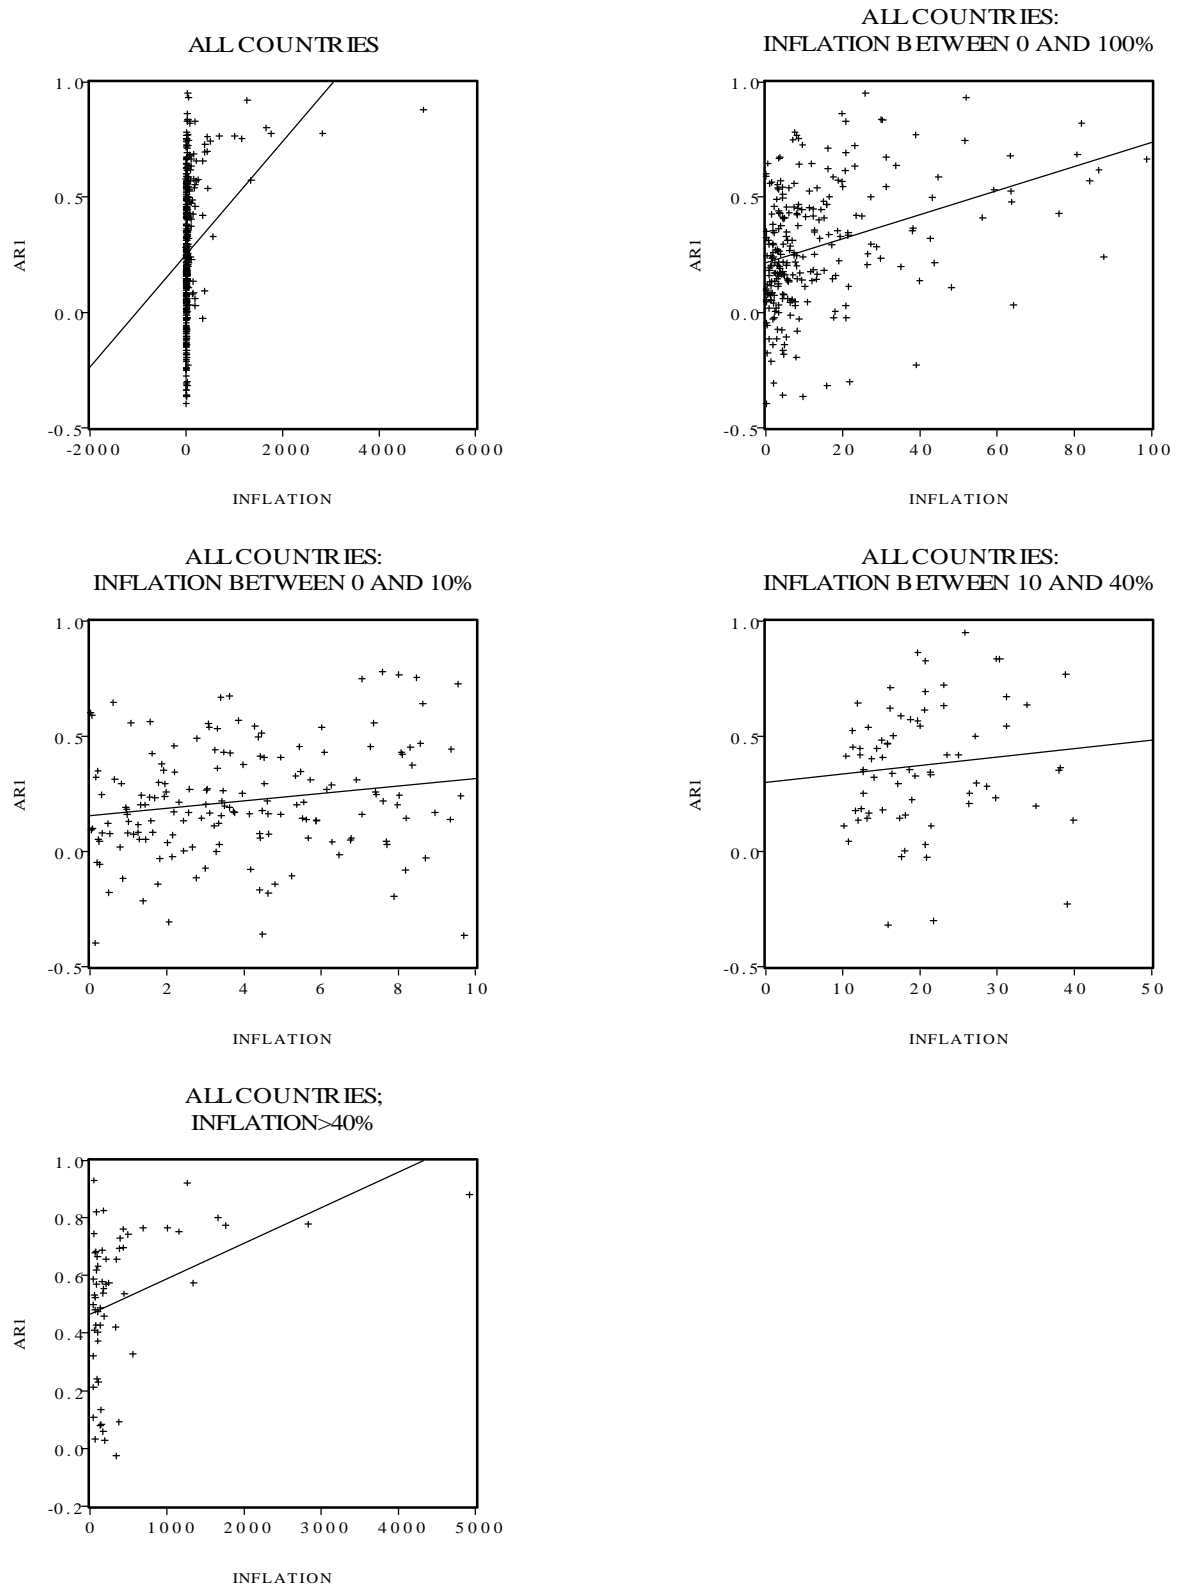 ALL COUNTRIES
1.0
0.5
0.0
-0.5
-2000 0 2000 4000 6000
AR1
INFLATION
ALL COUNTRIES:
INFLATION BETWEEN 0 AND 100%
1.0
0.5
0.0
-0.5
0 20 40 60 80 100
AR1
INFLATION
ALL COUNTRIES:
INFLATION BETWEEN 0 AND 10%
1.0
0.5
0.0
-0.5
0 2 4 6 8 10
AR1
INFLATION
ALL COUNTRIES:
INFLATION BETWEEN 10 AND 40%
1.0
0.5
0.0
-0.5
0 10 20 30 40 50
AR1
INFLATION
ALL COUNTRIES;
INFLATION>40%
1.0
0.8
0.6
0.4
0.2
0.0
-0.2
0 1000 2000 3000 4000 5000
AR1
INFLATION